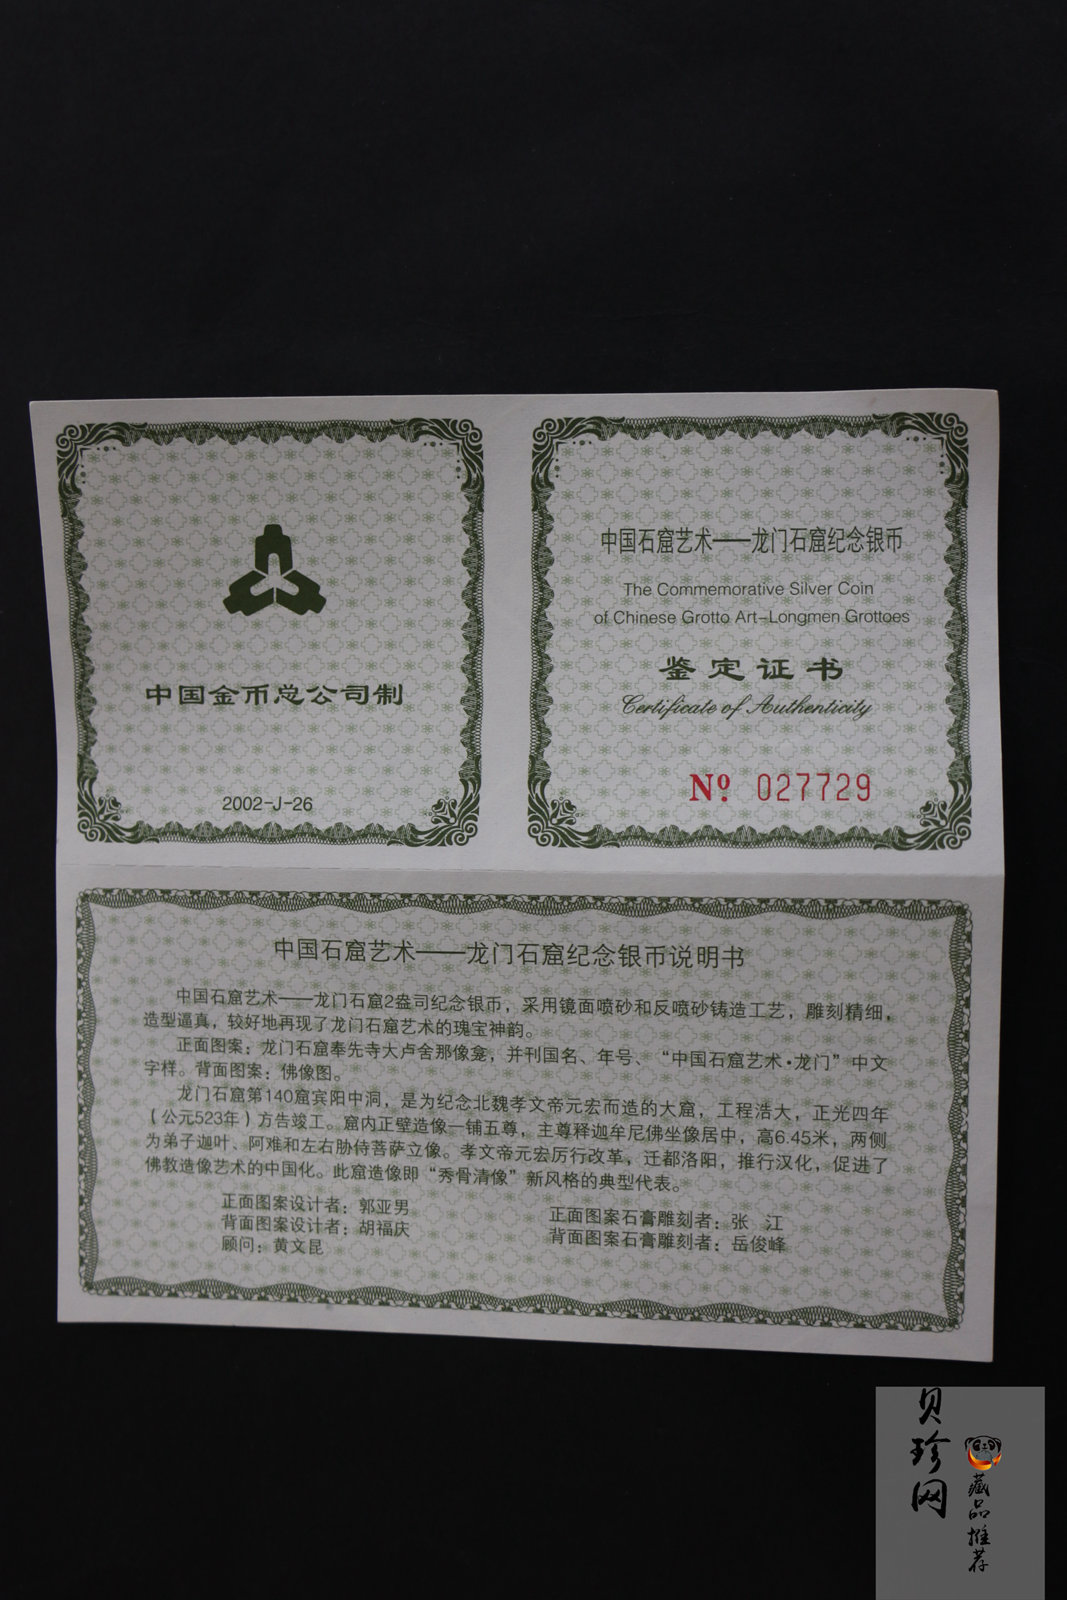 中国金币总公司制
2002-J-26
中国石窟艺术——龙门石窟纪念银币
The Commemorative Silver Coin
of Chinese Grotto Art-Longmen Grottoes
鉴定证书
Certificate of Authenticity
Nº. 027729
中国石窟艺术——龙门石窟纪念银币说明书
中国石窟艺术——龙门石窟2盎司纪念银币，采用镜面喷砂和反喷砂铸造工艺，雕刻精细，
造型逼真，较好地再现了龙门石窟艺术的瑰宝神韵。
正面图案：龙门石窟奉先寺大卢舍那像龛，并刊国名、年号、“中国石窟艺术·龙门”中文
字样。背面图案：佛像图。
龙门石窟第140窟宾阳中洞，是为纪念北魏孝文帝元宏而造的大窟，工程浩大，正光四年
（公元523年）方告竣工。窟内正壁造像一铺五尊，主尊释迦牟尼佛坐像居中，高6.45米，两侧
为弟子迦叶、阿难和左右胁侍菩萨立像。孝文帝元宏厉行改革，迁都洛阳，推行汉化，促进了
佛教造像艺术的中国化。此窟造像即“秀骨清像”新风格的典型代表。
正面图案设计者：郭亚男
背面图案设计者：胡福庆
顾问：黄文昆
正面图案石膏雕刻者：张　江
背面图案石膏雕刻者：岳俊峰
贝珍网
藏品推荐